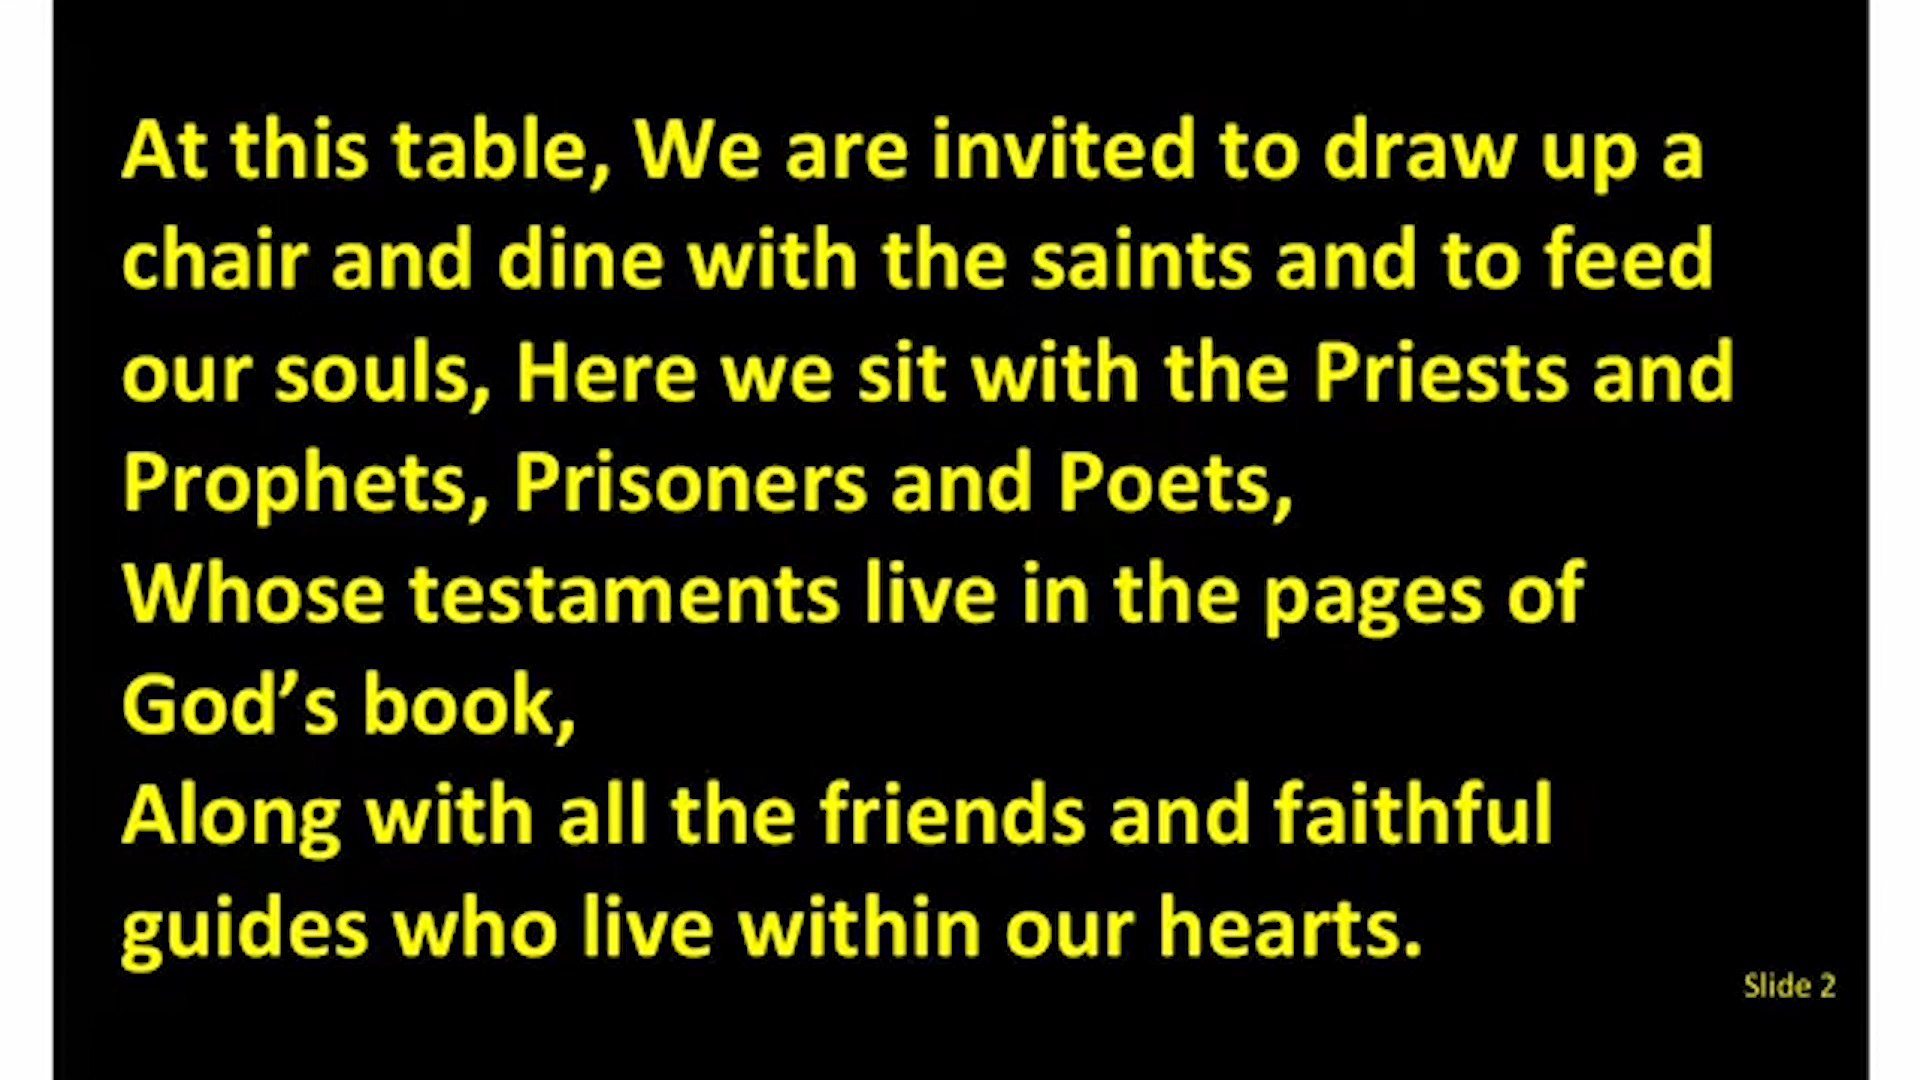 At this table, We are invited to draw up a
chair and dine with the saints and to feed
our souls, Here we sit with the Priests and
Prophets, Prisoners and Poets,
Whose testaments live in the pages of
God’s book,
Along with all the friends and faithful
guides who live within our hearts.
Slide 2